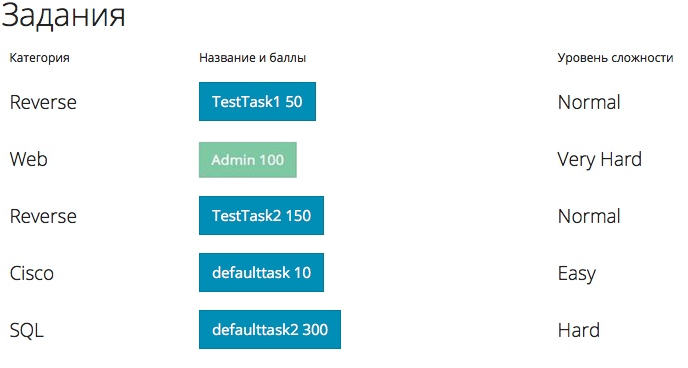 Задания
Категория Название и баллы Уровень сложности
Reverse TestTask1 50 Normal
Web Admin 100 Very Hard
Reverse TestTask2 150 Normal
Cisco defaulttask 10 Easy
SQL defaulttask2 300 Hard